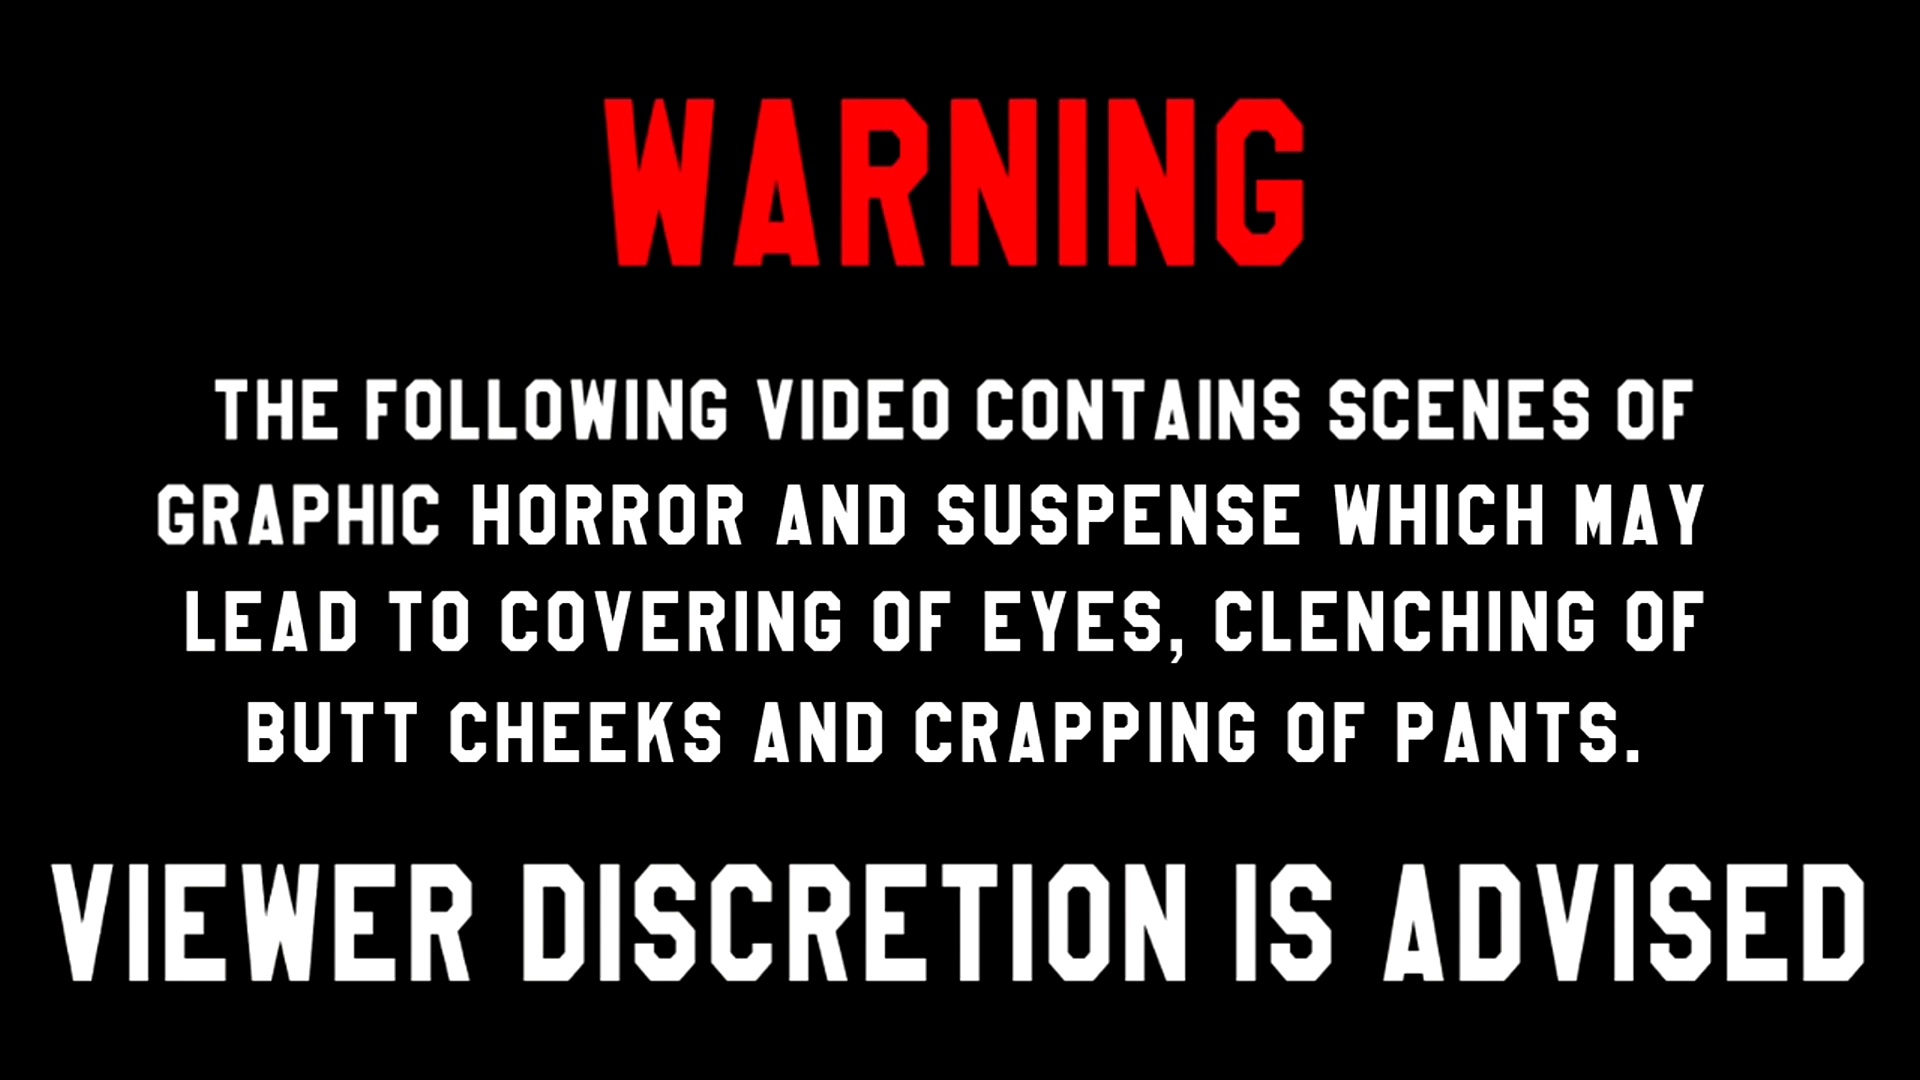 WARNING
THE FOLLOWING VIDEO CONTAINS SCENES OF
GRAPHIC HORROR AND SUSPENSE WHICH MAY
LEAD TO COVERING OF EYES, CLENCHING OF
BUTT CHEEKS AND CRAPPING OF PANTS.
VIEWER DISCRETION IS ADVISED